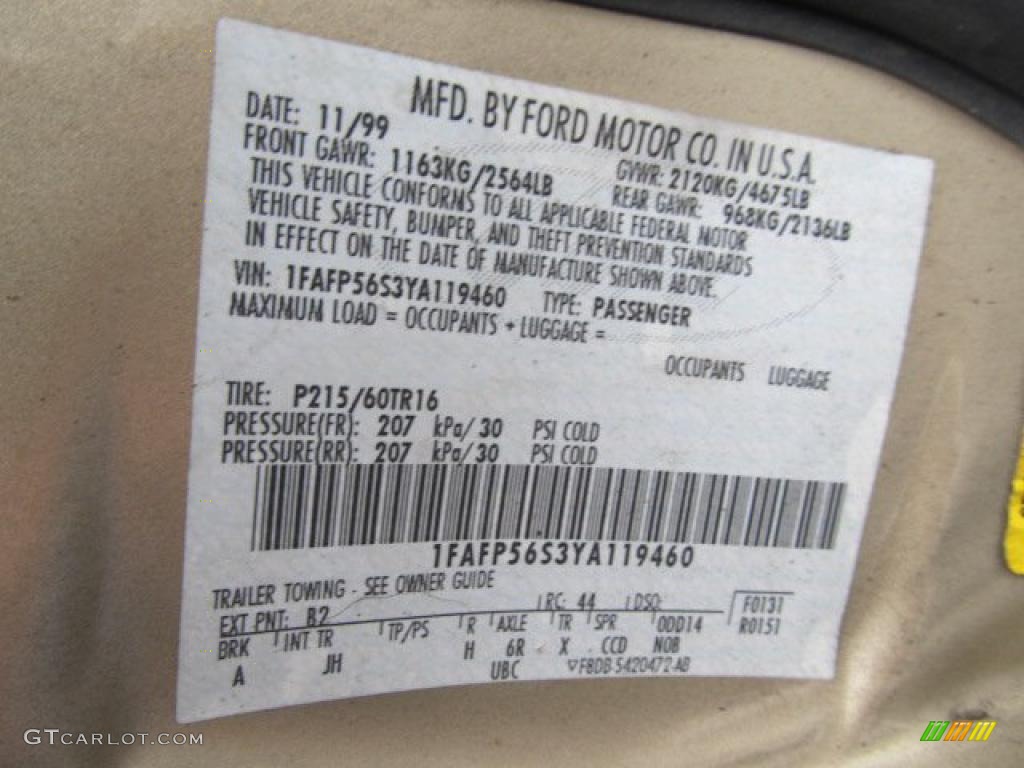 MFD. BY FORD MOTOR CO. IN U.S.A.
DATE: 11/99 GVWR: 2120KG/4675LB
FRONT GAWR: 1163KG/2564LB REAR GAWR: 968KG/2136LB
THIS VEHICLE CONFORMS TO ALL APPLICABLE FEDERAL MOTOR
VEHICLE SAFETY, BUMPER, AND THEFT PREVENTION STANDARDS
IN EFFECT ON THE DATE OF MANUFACTURE SHOWN ABOVE.
VIN: 1FAFP56S3YA119460 TYPE: PASSENGER
MAXIMUM LOAD = OCCUPANTS + LUGGAGE =
OCCUPANTS LUGGAGE
TIRE: P215/60TR16
PRESSURE(FR): 207 kPa/30 PSI COLD
PRESSURE(RR): 207 kPa/30 PSI COLD
1FAFP56S3YA119460
TRAILER TOWING - SEE OWNER GUIDE
EXT PNT: B2 RC: 44 DSO: F0131
BRK INT TR TP/PS R AXLE TR SPR ODD14 R0151
A JH H 6R X CCD NOB
UBC ▽F8DB-5420472-AB
GTCARLOT.COM